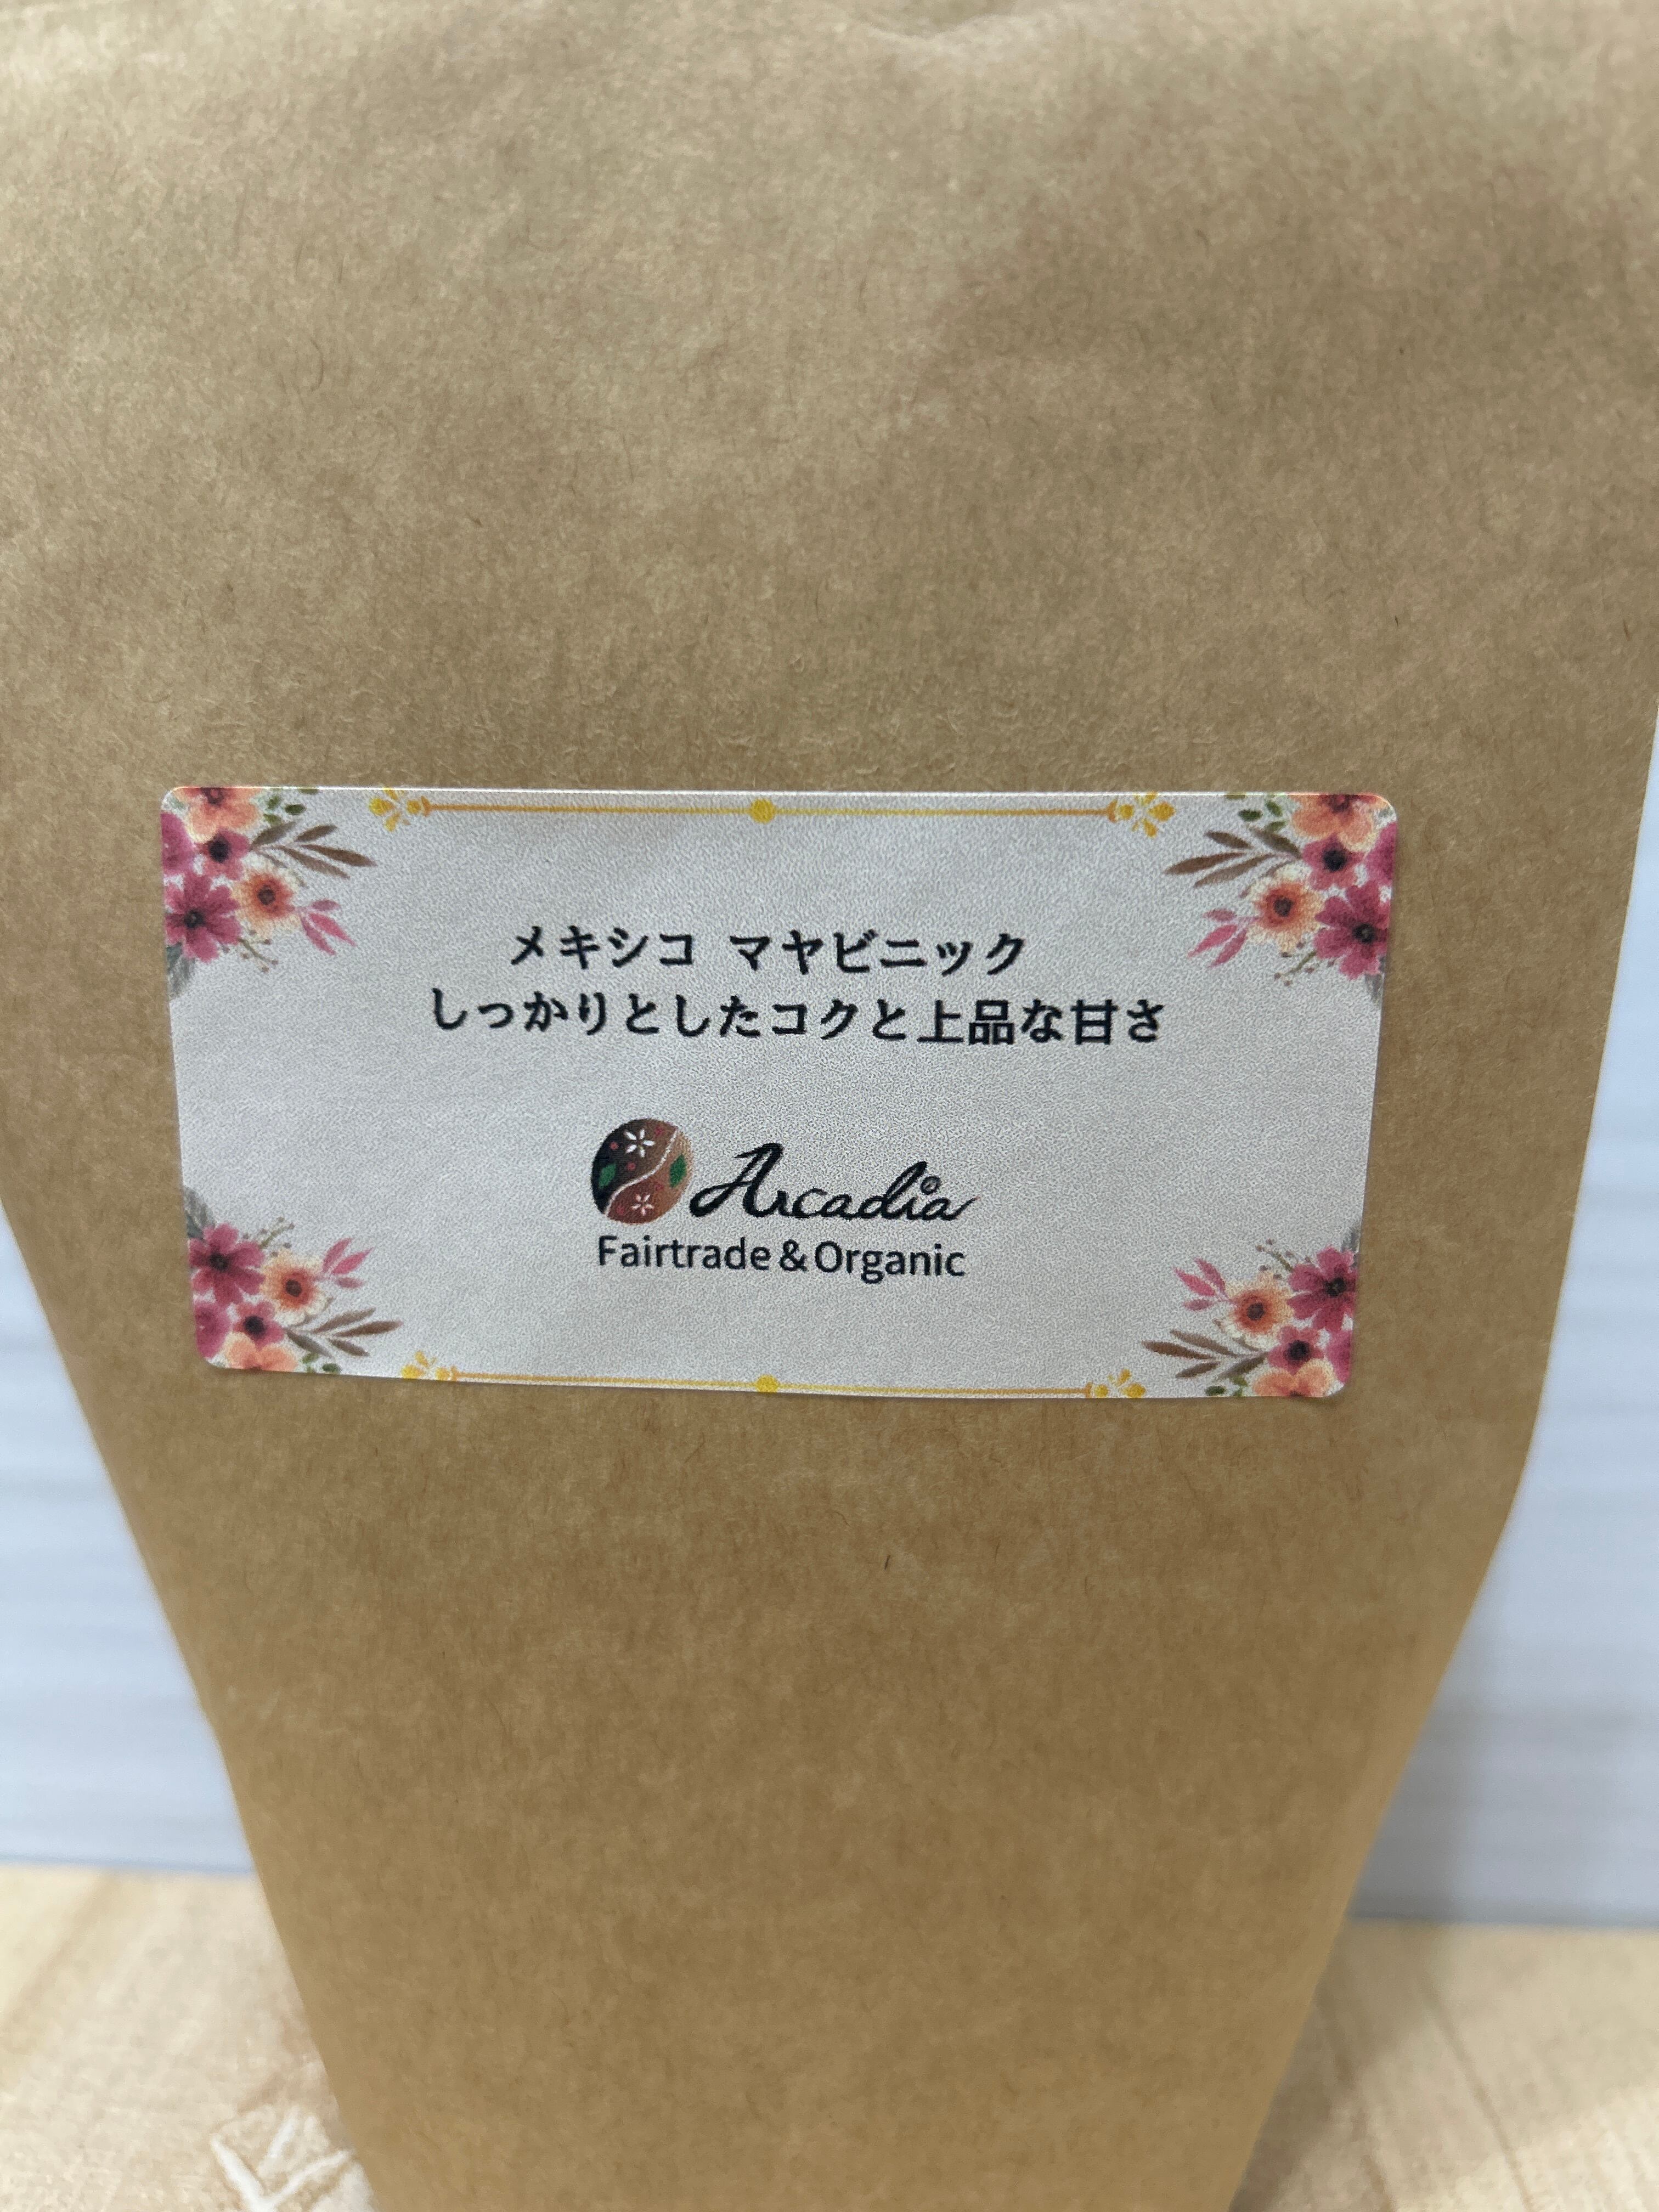 メキシコ マヤビニック
しっかりとしたコクと上品な甘さ
Arcadia
Fairtrade & Organic